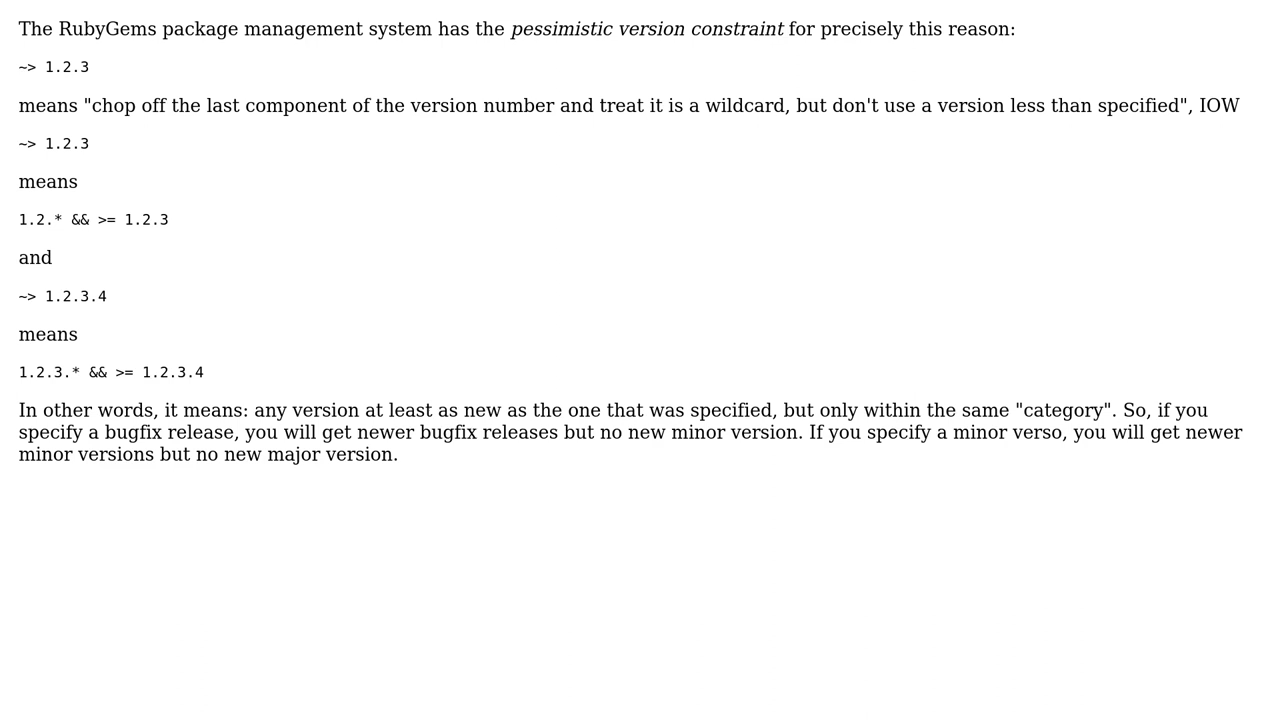 The RubyGems package management system has the pessimistic version constraint for precisely this reason:
~> 1.2.3
means "chop off the last component of the version number and treat it is a wildcard, but don't use a version less than specified", IOW
~> 1.2.3
means
1.2.* && >= 1.2.3
and
~> 1.2.3.4
means
1.2.3.* && >= 1.2.3.4
In other words, it means: any version at least as new as the one that was specified, but only within the same "category". So, if you
specify a bugfix release, you will get newer bugfix releases but no new minor version. If you specify a minor verso, you will get newer
minor versions but no new major version.